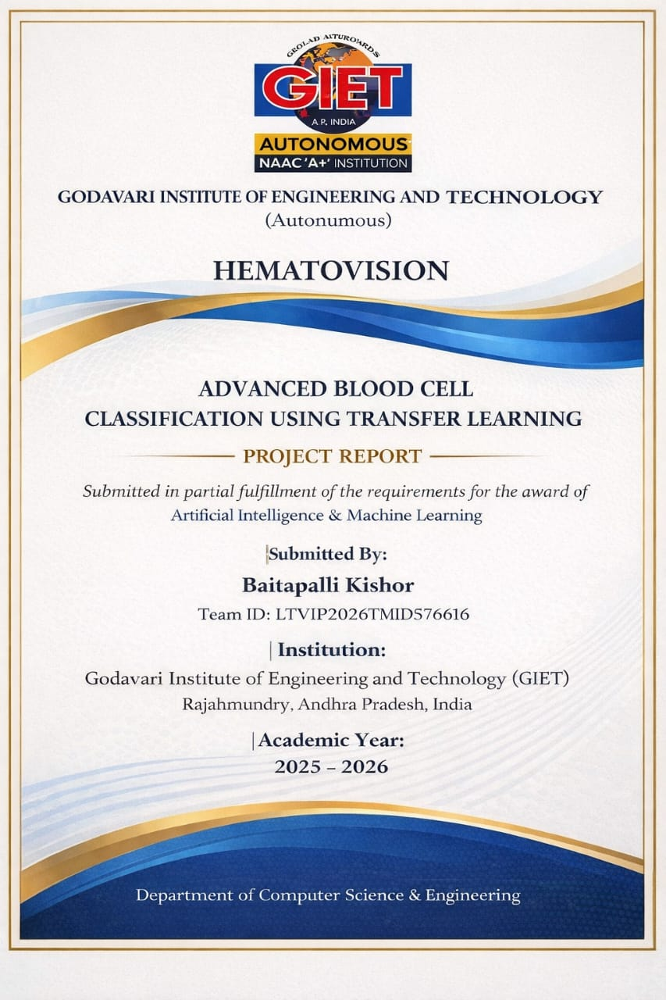 GEOLAD AUTUROARDS
GIET
A.P. INDIA
AUTONOMOUS
NAAC 'A+' INSTITUTION
GODAVARI INSTITUTE OF ENGINEERING AND TECHNOLOGY
(Autonumous)
HEMATOVISION
ADVANCED BLOOD CELL
CLASSIFICATION USING TRANSFER LEARNING
PROJECT REPORT
Submitted in partial fulfillment of the requirements for the award of
Artificial Intelligence & Machine Learning
|Submitted By:
Baitapalli Kishor
Team ID: LTVIP2026TMID576616
| Institution:
Godavari Institute of Engineering and Technology (GIET)
Rajahmundry, Andhra Pradesh, India
|Academic Year:
2025 – 2026
Department of Computer Science & Engineering